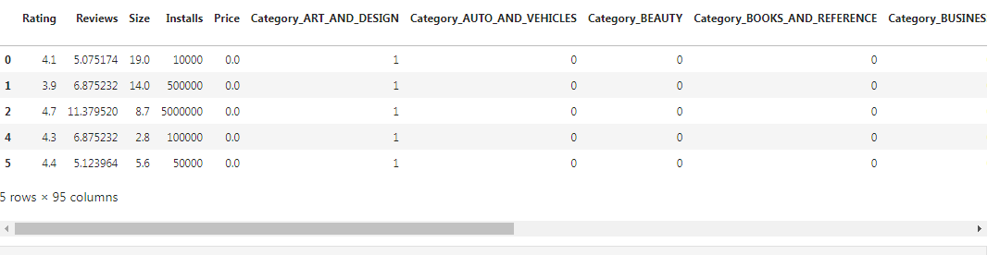 Rating Reviews Size Installs Price Category_ART_AND_DESIGN Category_AUTO_AND_VEHICLES Category_BEAUTY Category_BOOKS_AND_REFERENCE Category_BUSINES
0 4.1 5.075174 19.0 10000 0.0 1 0 0 0
1 3.9 6.875232 14.0 500000 0.0 1 0 0 0
2 4.7 11.379520 8.7 5000000 0.0 1 0 0 0
4 4.3 6.875232 2.8 100000 0.0 1 0 0 0
5 4.4 5.123964 5.6 50000 0.0 1 0 0 0
5 rows × 95 columns